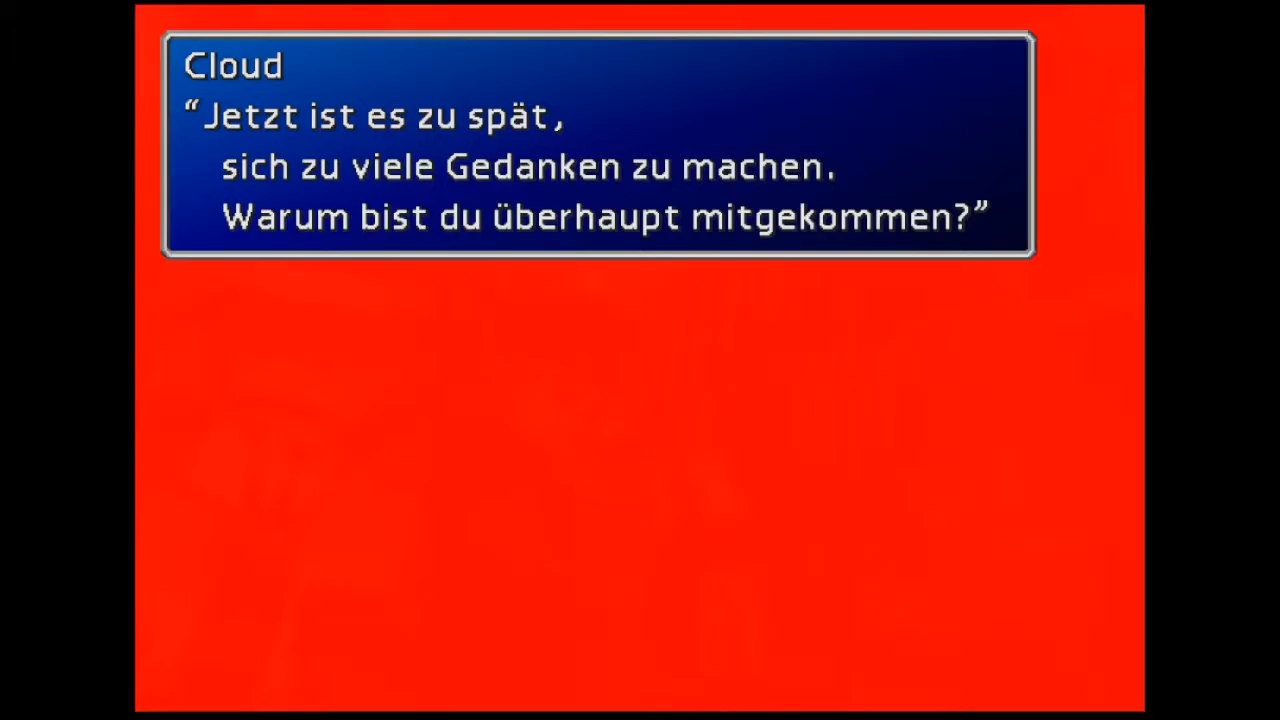 Cloud
“Jetzt ist es zu spät,
sich zu viele Gedanken zu machen.
Warum bist du überhaupt mitgekommen?”